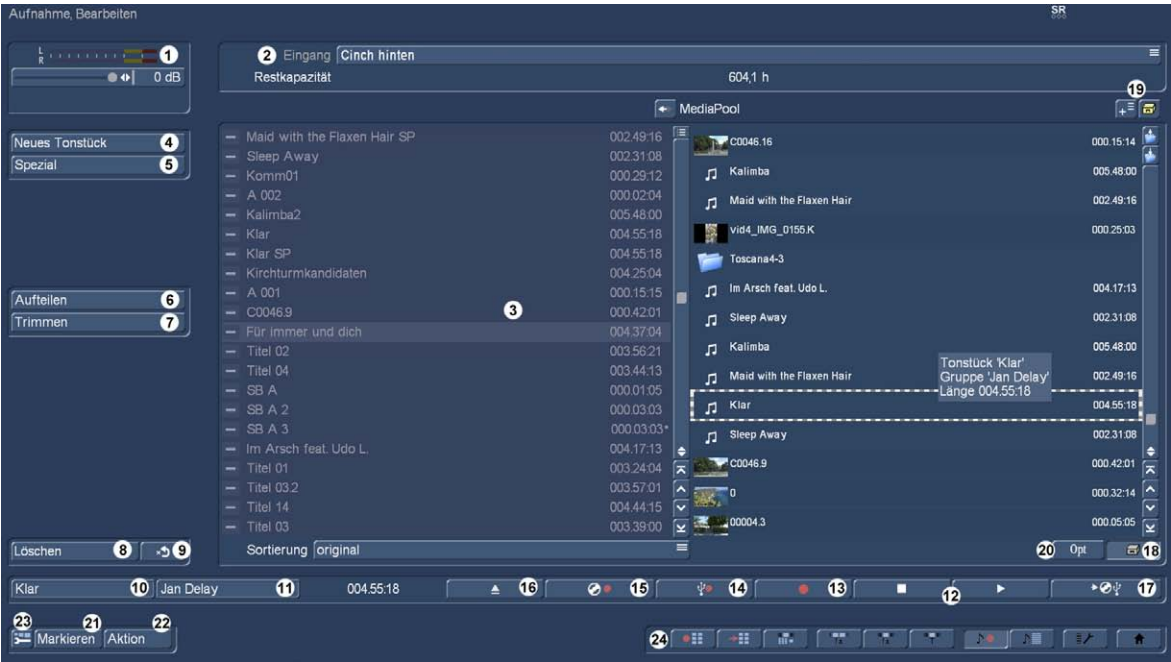 Aufnahme, Bearbeiten
SR
L
R
1
0 dB
2 Eingang Cinch hinten
Restkapazität 604,1 h
19
MediaPool
Neues Tonstück 4
Spezial 5
Aufteilen 6
Trimmen 7
Löschen 8 9
Maid with the Flaxen Hair SP 002.49:16
Sleep Away 002.31:08
Komm01 000.29:12
A 002 000.02:04
Kalimba2 005.48:00
Klar 004.55:18
Klar SP 004.55:18
Kirchturmkandidaten 004.25:04
A 001 000.15:15
C0046.9 000.42:01
3
Für immer und dich 004.37:04
Titel 02 003.56:21
Titel 04 003.44:13
SB A 000.01:05
SB A 2 000.03:03
SB A 3 000.03:03*
Im Arsch feat. Udo L. 004.17:13
Titel 01 003.24:04
Titel 03.2 003.57:01
Titel 14 004.44:15
Titel 03 003.39:00
Sortierung original
C0046.16 000.15:14
Kalimba 005.48:00
Maid with the Flaxen Hair 002.49:16
vid4_IMG_0155.K 000.25:03
Toscana4-3
Im Arsch feat. Udo L. 004.17:13
Sleep Away 002.31:08
Kalimba 005.48:00
Maid with the Flaxen Hair 002.49:16
Tonstück 'Klar'
Gruppe 'Jan Delay'
Länge 004.55:18
Klar 004.55:18
Sleep Away 002.31:08
C0046.9 000.42:01
0 000.32:14
00004.3 000.05:05
20 Opt 18
Klar 10 Jan Delay 11 004.55:18 16 15 14 13 12 17
23 21 22
Markieren Aktion
24